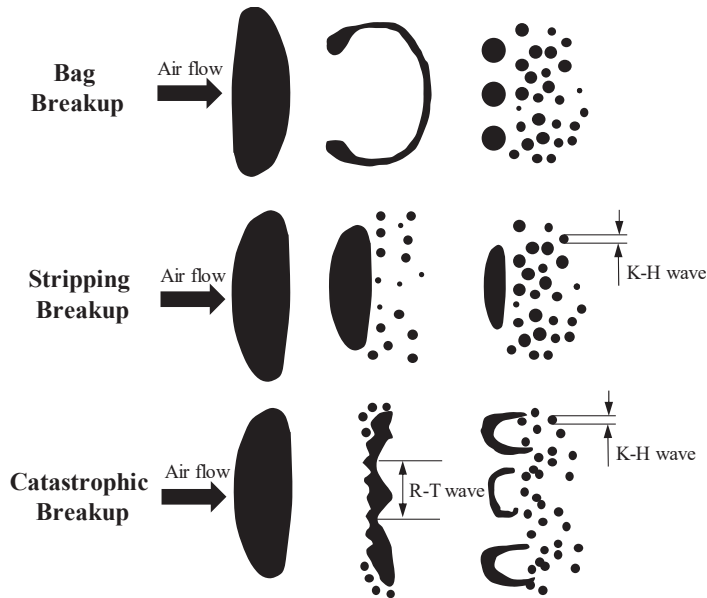 Bag
Breakup
Air flow
Stripping
Breakup
Air flow
K-H wave
Catastrophic
Breakup
Air flow
R-T wave
K-H wave